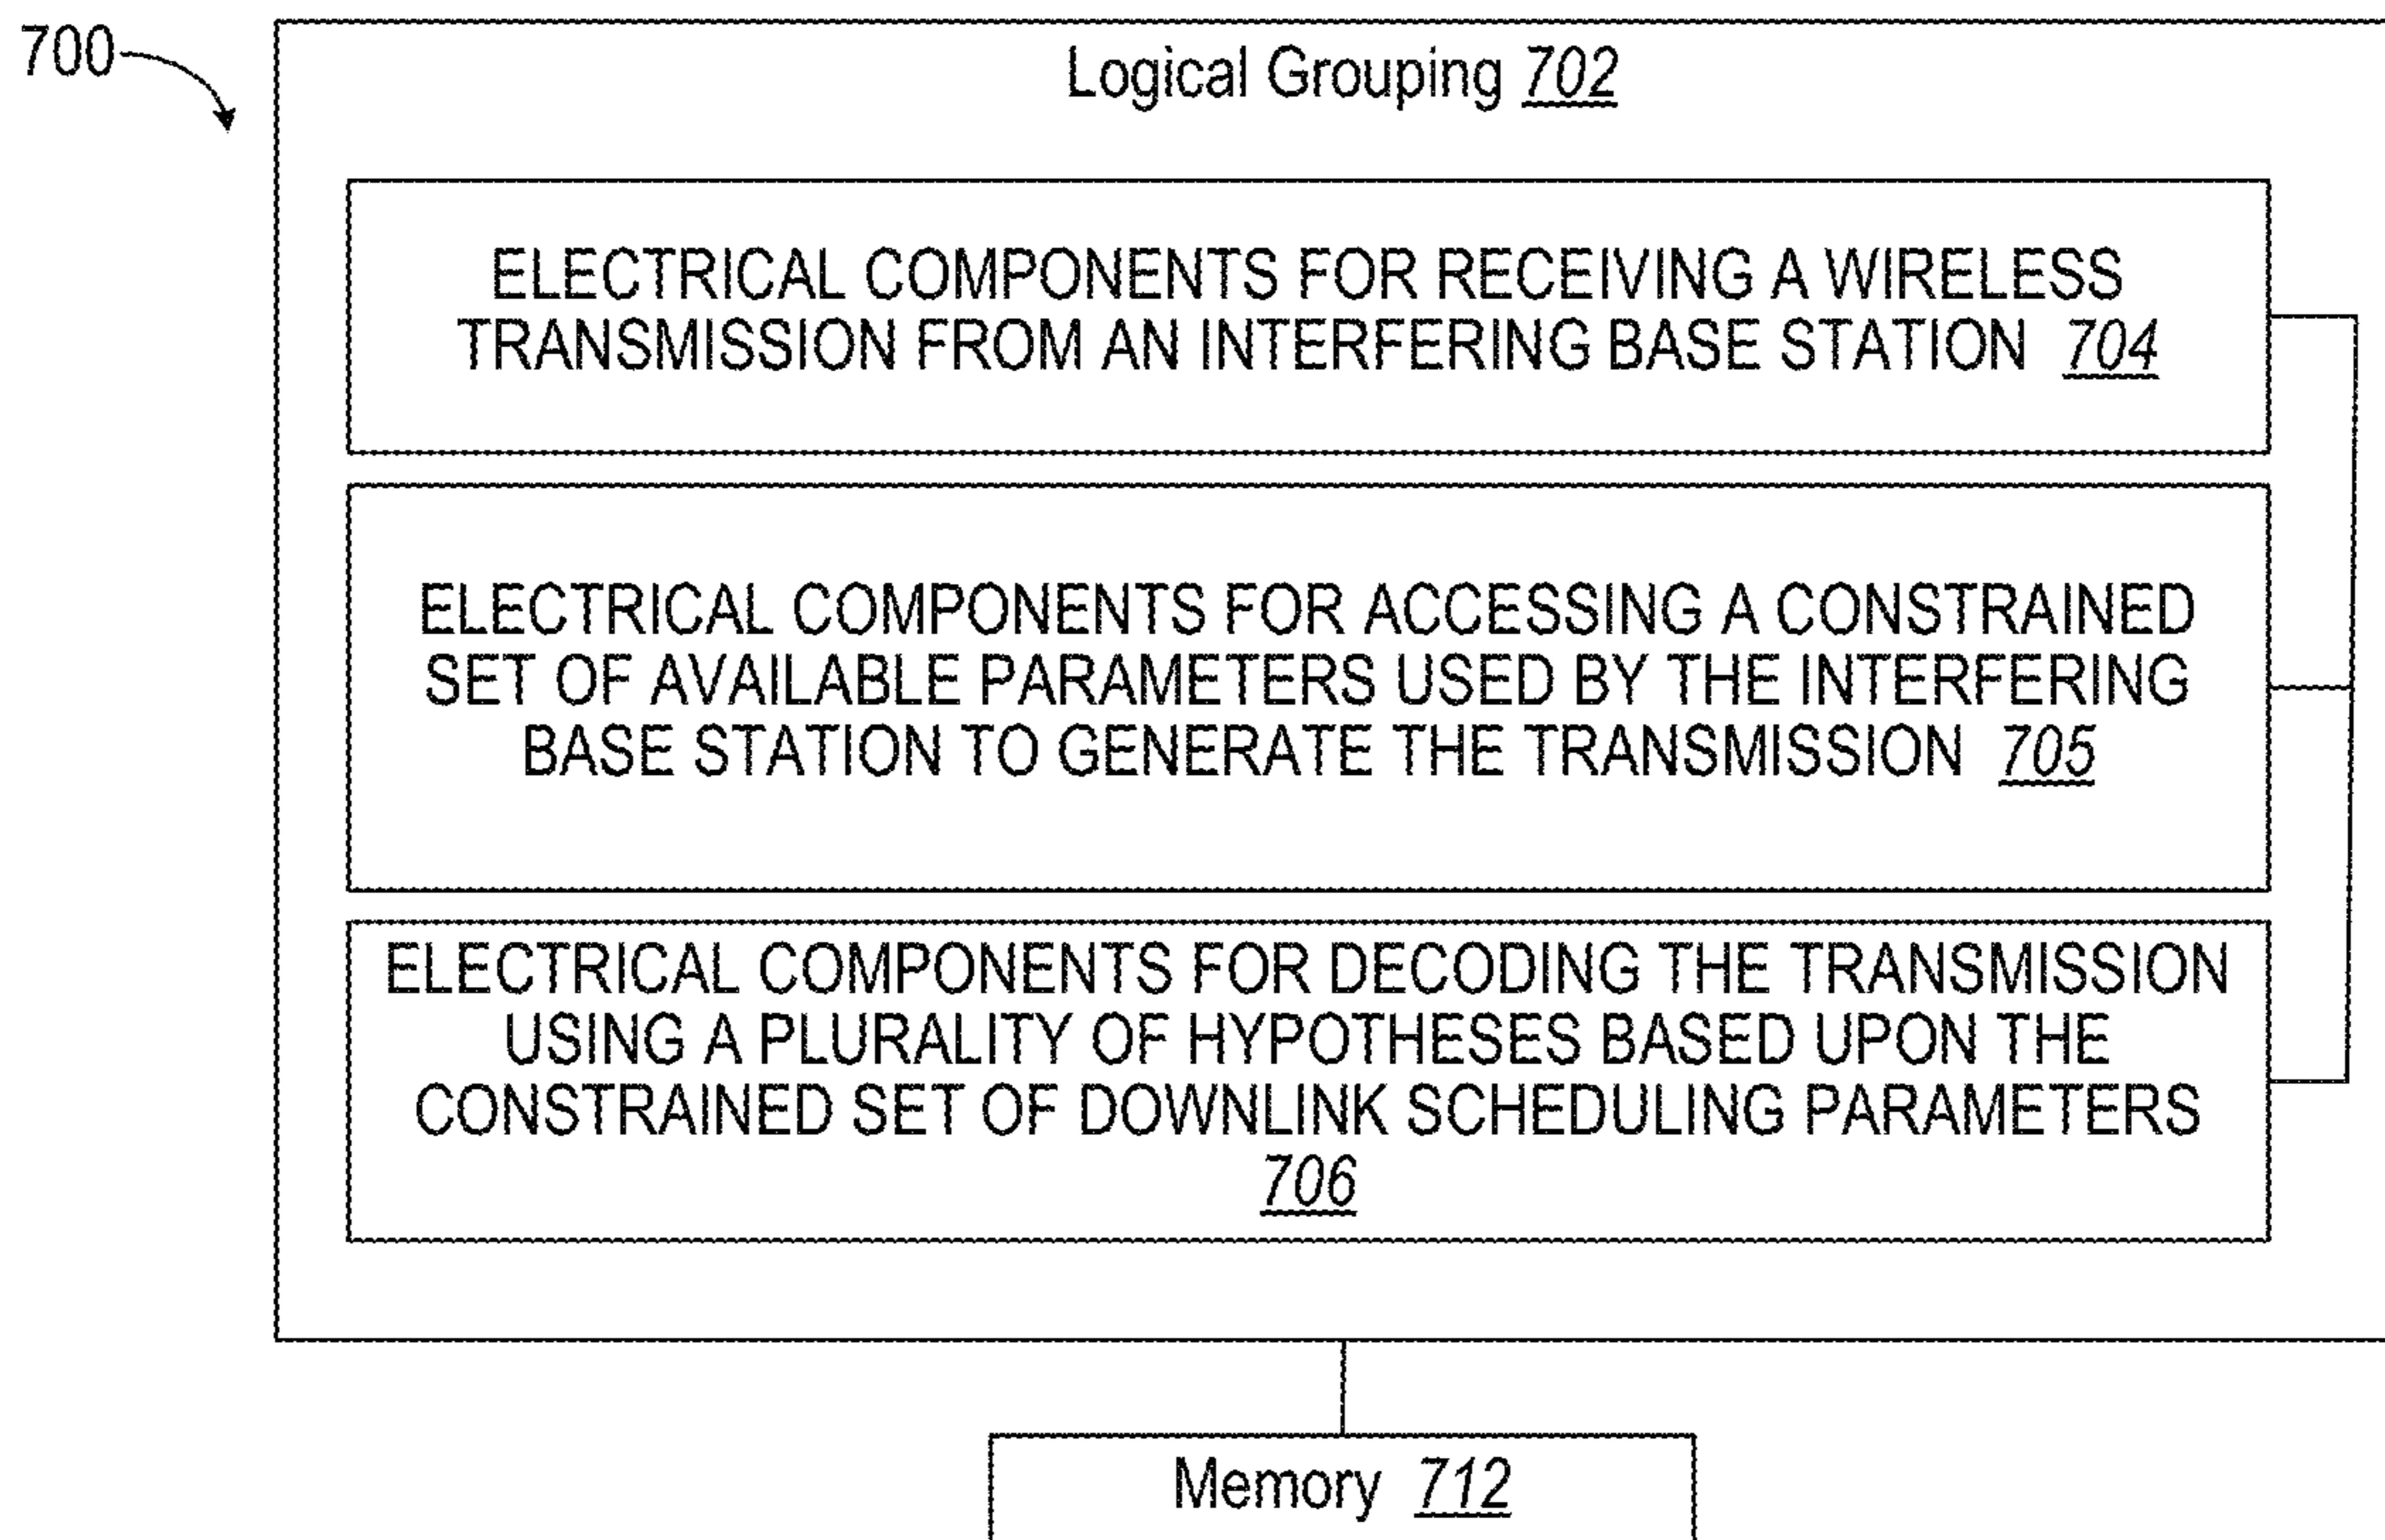 700
Logical Grouping 702
ELECTRICAL COMPONENTS FOR RECEIVING A WIRELESS
TRANSMISSION FROM AN INTERFERING BASE STATION 704
ELECTRICAL COMPONENTS FOR ACCESSING A CONSTRAINED
SET OF AVAILABLE PARAMETERS USED BY THE INTERFERING
BASE STATION TO GENERATE THE TRANSMISSION 705
ELECTRICAL COMPONENTS FOR DECODING THE TRANSMISSION
USING A PLURALITY OF HYPOTHESES BASED UPON THE
CONSTRAINED SET OF DOWNLINK SCHEDULING PARAMETERS
706
Memory 712